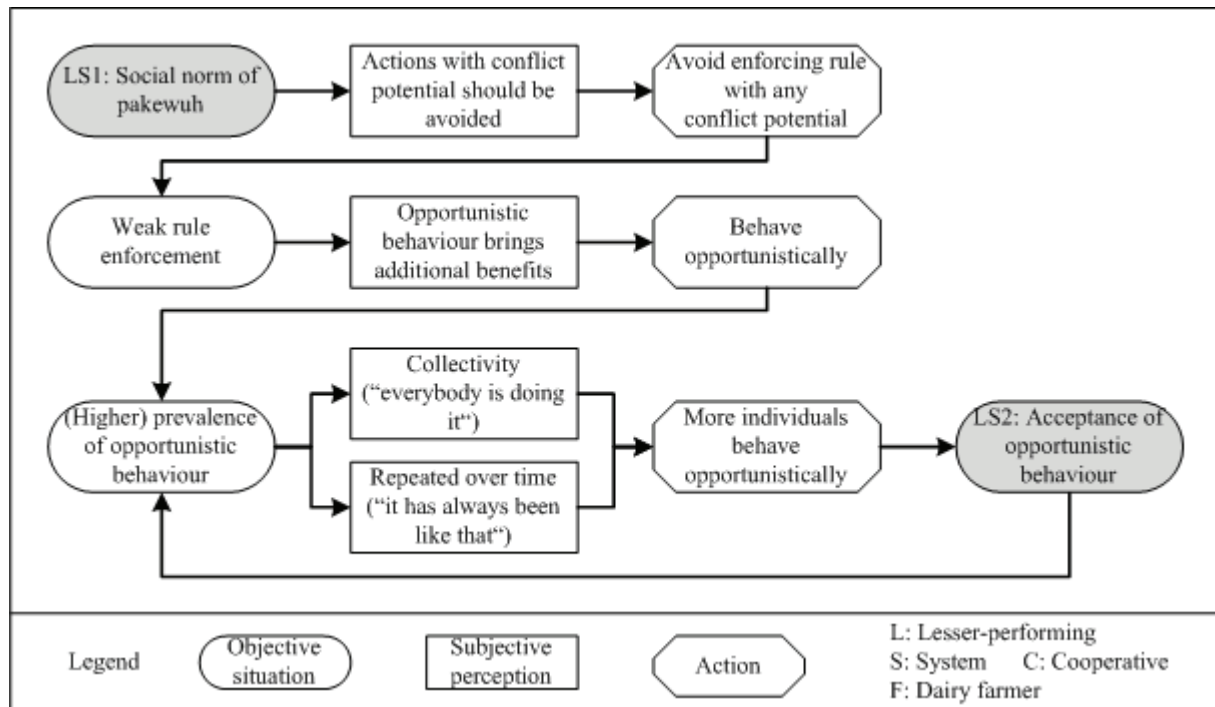 LS1: Social norm of
pakewuh
Actions with conflict
potential should be
avoided
Avoid enforcing rule
with any
conflict potential
Weak rule
enforcement
Opportunistic
behaviour brings
additional benefits
Behave
opportunistically
(Higher) prevalence
of opportunistic
behaviour
Collectivity
(“everybody is doing
it“)
Repeated over time
(“it has always been
like that“)
More individuals
behave
opportunistically
LS2: Acceptance of
opportunistic
behaviour
Legend
Objective
situation
Subjective
perception
Action
L: Lesser-performing
S: System C: Cooperative
F: Dairy farmer